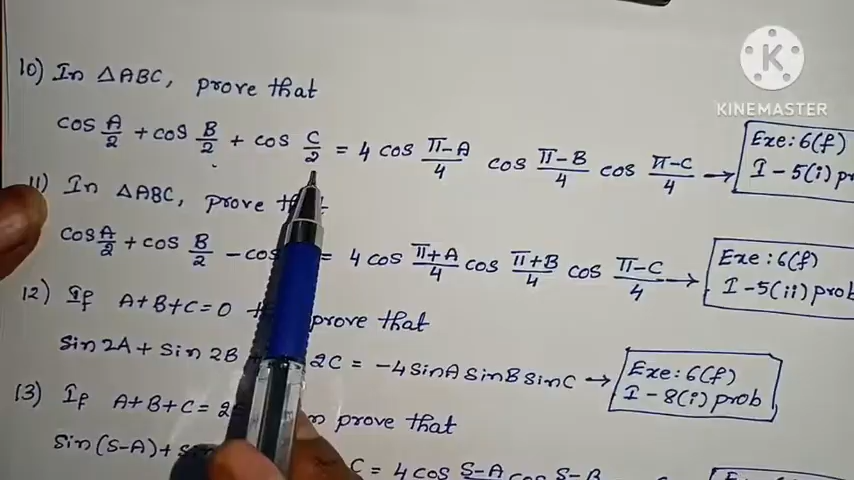 K
KINEMASTER
10) In △ABC, prove that
cos A/2 + cos B/2 + cos C/2 = 4 cos π-A/4 cos π-B/4 cos π-C/4 → Exe: 6(f) I-5(i) pr
11) In △ABC, prove
cos A/2 + cos B/2 - cos = 4 cos π+A/4 cos π+B/4 cos π-C/4 → Exe: 6(f) I-5(ii) prob
12) If A+B+C=0 prove that
sin 2A + sin 2B 2C = -4 sinA sinB sinC → Exe: 6(f) I-8(i) prob
13) If A+B+C= prove that
sin(S-A)+ C = 4 cos S-A cos S-B